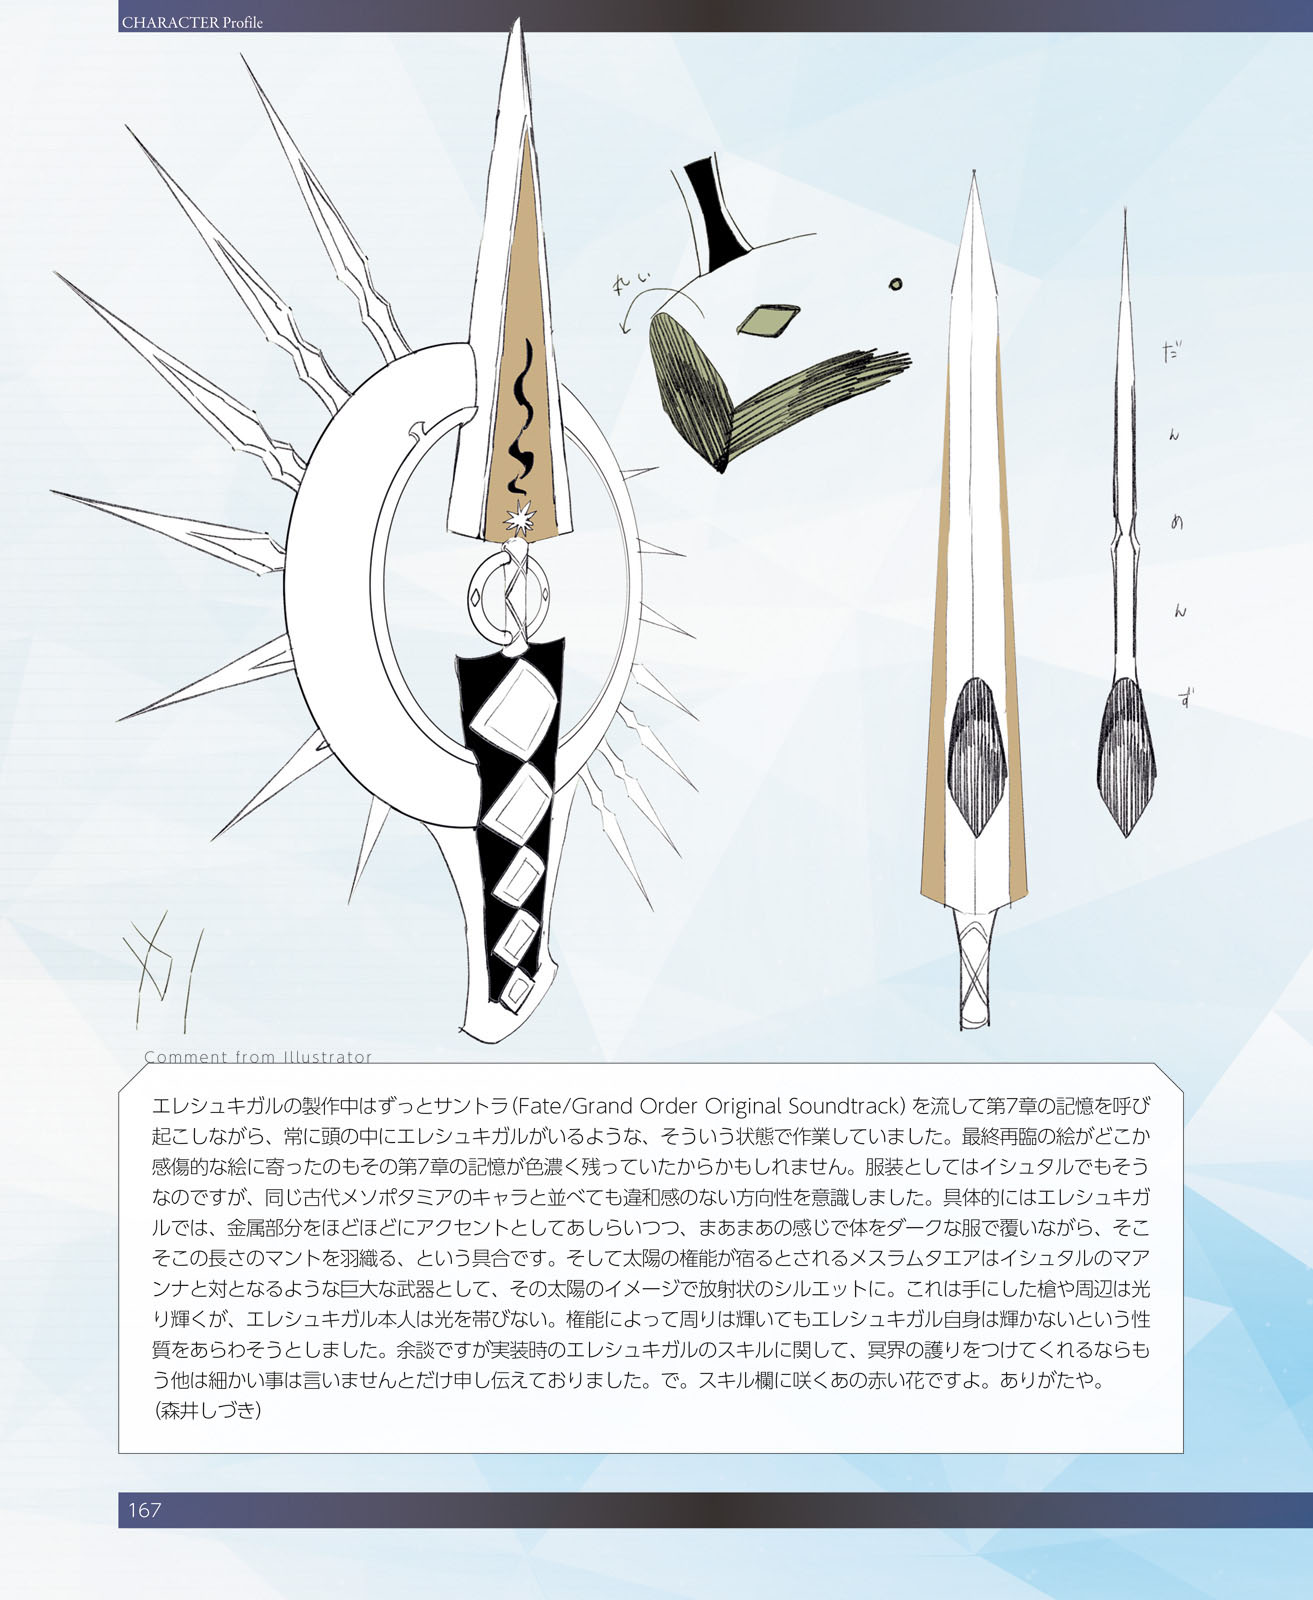 CHARACTER Profile
れい
だんめんず
Comment from Illustrator
エレシュキガルの製作中はずっとサントラ(Fate/Grand Order Original Soundtrack)を流して第7章の記憶を呼び
起こしながら、常に頭の中にエレシュキガルがいるような、そういう状態で作業していました。最終再臨の絵がどこか
感傷的な絵に寄ったのもその第7章の記憶が色濃く残っていたからかもしれません。服装としてはイシュタルでもそう
なのですが、同じ古代メソポタミアのキャラと並べても違和感のない方向性を意識しました。具体的にはエレシュキガ
ルでは、金属部分をほどほどにアクセントとしてあしらいつつ、まあまあの感じで体をダークな服で覆いながら、そこ
そこの長さのマントを羽織る、という具合です。そして太陽の権能が宿るとされるメスラムタエアはイシュタルのマア
ンナと対となるような巨大な武器として、その太陽のイメージで放射状のシルエットに。これは手にした槍や周辺は光
り輝くが、エレシュキガル本人は光を帯びない。権能によって周りは輝いてもエレシュキガル自身は輝かないという性
質をあらわそうとしました。余談ですが実装時のエレシュキガルのスキルに関して、冥界の護りをつけてくれるならも
う他は細かい事は言いませんとだけ申し伝えておりました。で。スキル欄に咲くあの赤い花ですよ。ありがたや。
(森井しづき)
167